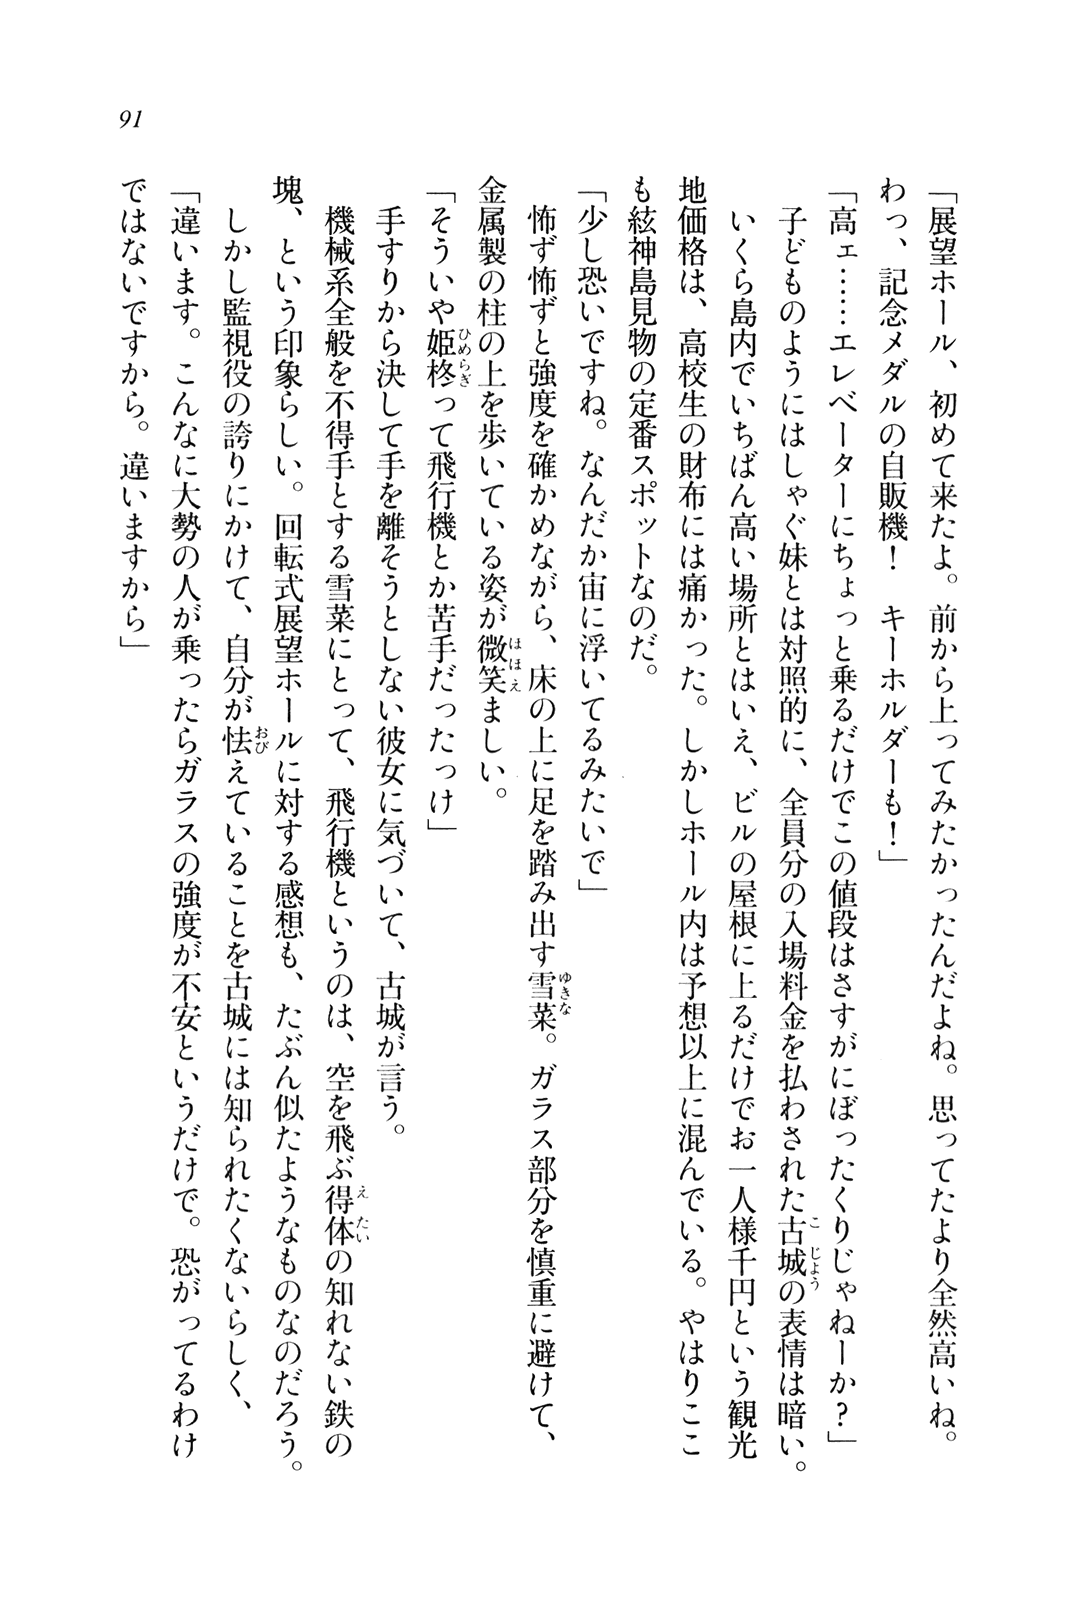 91
「展望ホール、初めて来たよ。前から上ってみたかったんだよね。思ってたより全然高いね。
わっ、記念メダルの自販機！　キーホルダーも！」
「高ェ……エレベーターにちょっと乗るだけでこの値段はさすがにぼったくりじゃねーか？」
　子どものようにはしゃぐ妹とは対照的に、全員分の入場料金を払わされた古城の表情は暗い。
　いくら島内でいちばん高い場所とはいえ、ビルの屋根に上るだけでお一人様千円という観光
地価格は、高校生の財布には痛かった。しかしホール内は予想以上に混んでいる。やはりここ
も絃神島見物の定番スポットなのだ。
「少し恐いですね。なんだか宙に浮いてるみたいで」
　怖ず怖ずと強度を確かめながら、床の上に足を踏み出す雪菜。ガラス部分を慎重に避けて、
金属製の柱の上を歩いている姿が微笑ましい。
「そういや姫柊って飛行機とか苦手だったっけ」
　手すりから決して手を離そうとしない彼女に気づいて、古城が言う。
　機械系全般を不得手とする雪菜にとって、飛行機というのは、空を飛ぶ得体の知れない鉄の
塊、という印象らしい。回転式展望ホールに対する感想も、たぶん似たようなものなのだろう。
　しかし監視役の誇りにかけて、自分が怯えていることを古城には知られたくないらしく、
「違います。こんなに大勢の人が乗ったらガラスの強度が不安というだけで。恐がってるわけ
ではないですから。違いますから」